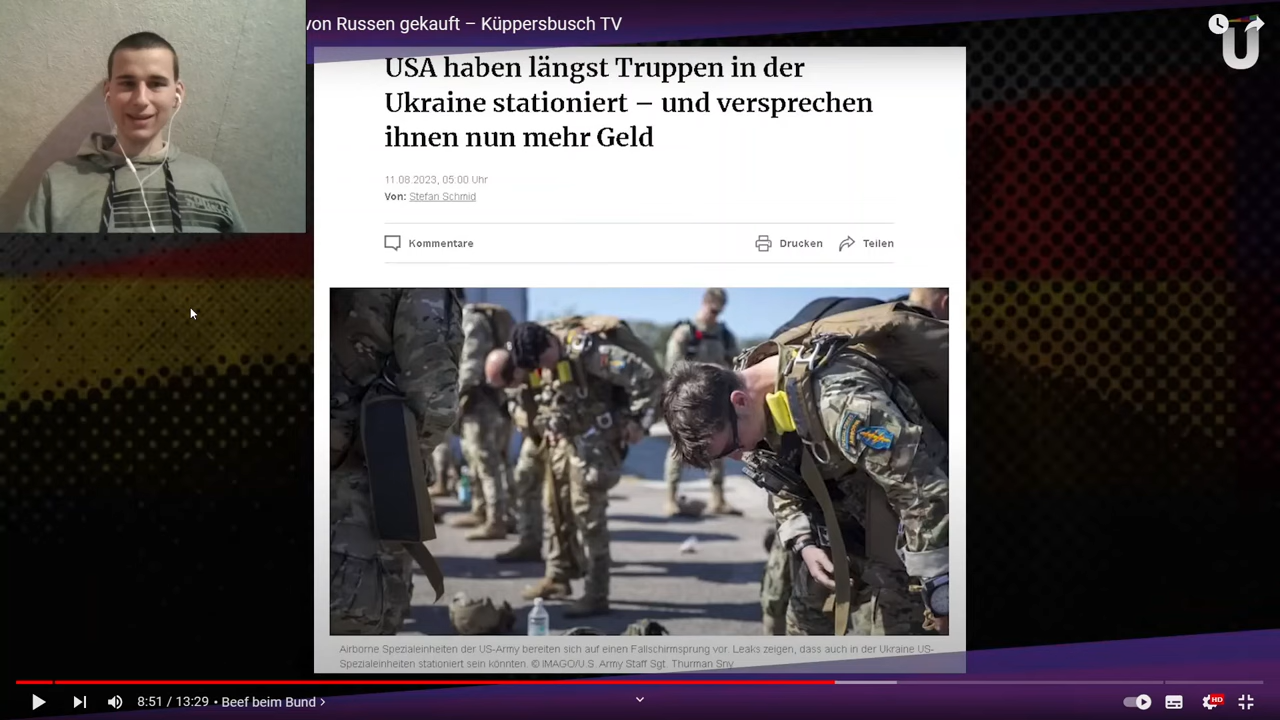 von Russen gekauft – Küppersbusch TV
U
USA haben längst Truppen in der
Ukraine stationiert – und versprechen
ihnen nun mehr Geld
11.08.2023, 05:00 Uhr
Von: Stefan Schmid
Kommentare
Drucken
Teilen
Airborne Spezialeinheiten der US-Army bereiten sich auf einen Fallschirmsprung vor. Leaks zeigen, dass auch in der Ukraine US-
Spezialeinheiten stationiert sein könnten. © IMAGO/U.S. Army Staff Sgt. Thurman Sny
8:51 / 13:29 • Beef beim Bund
HD